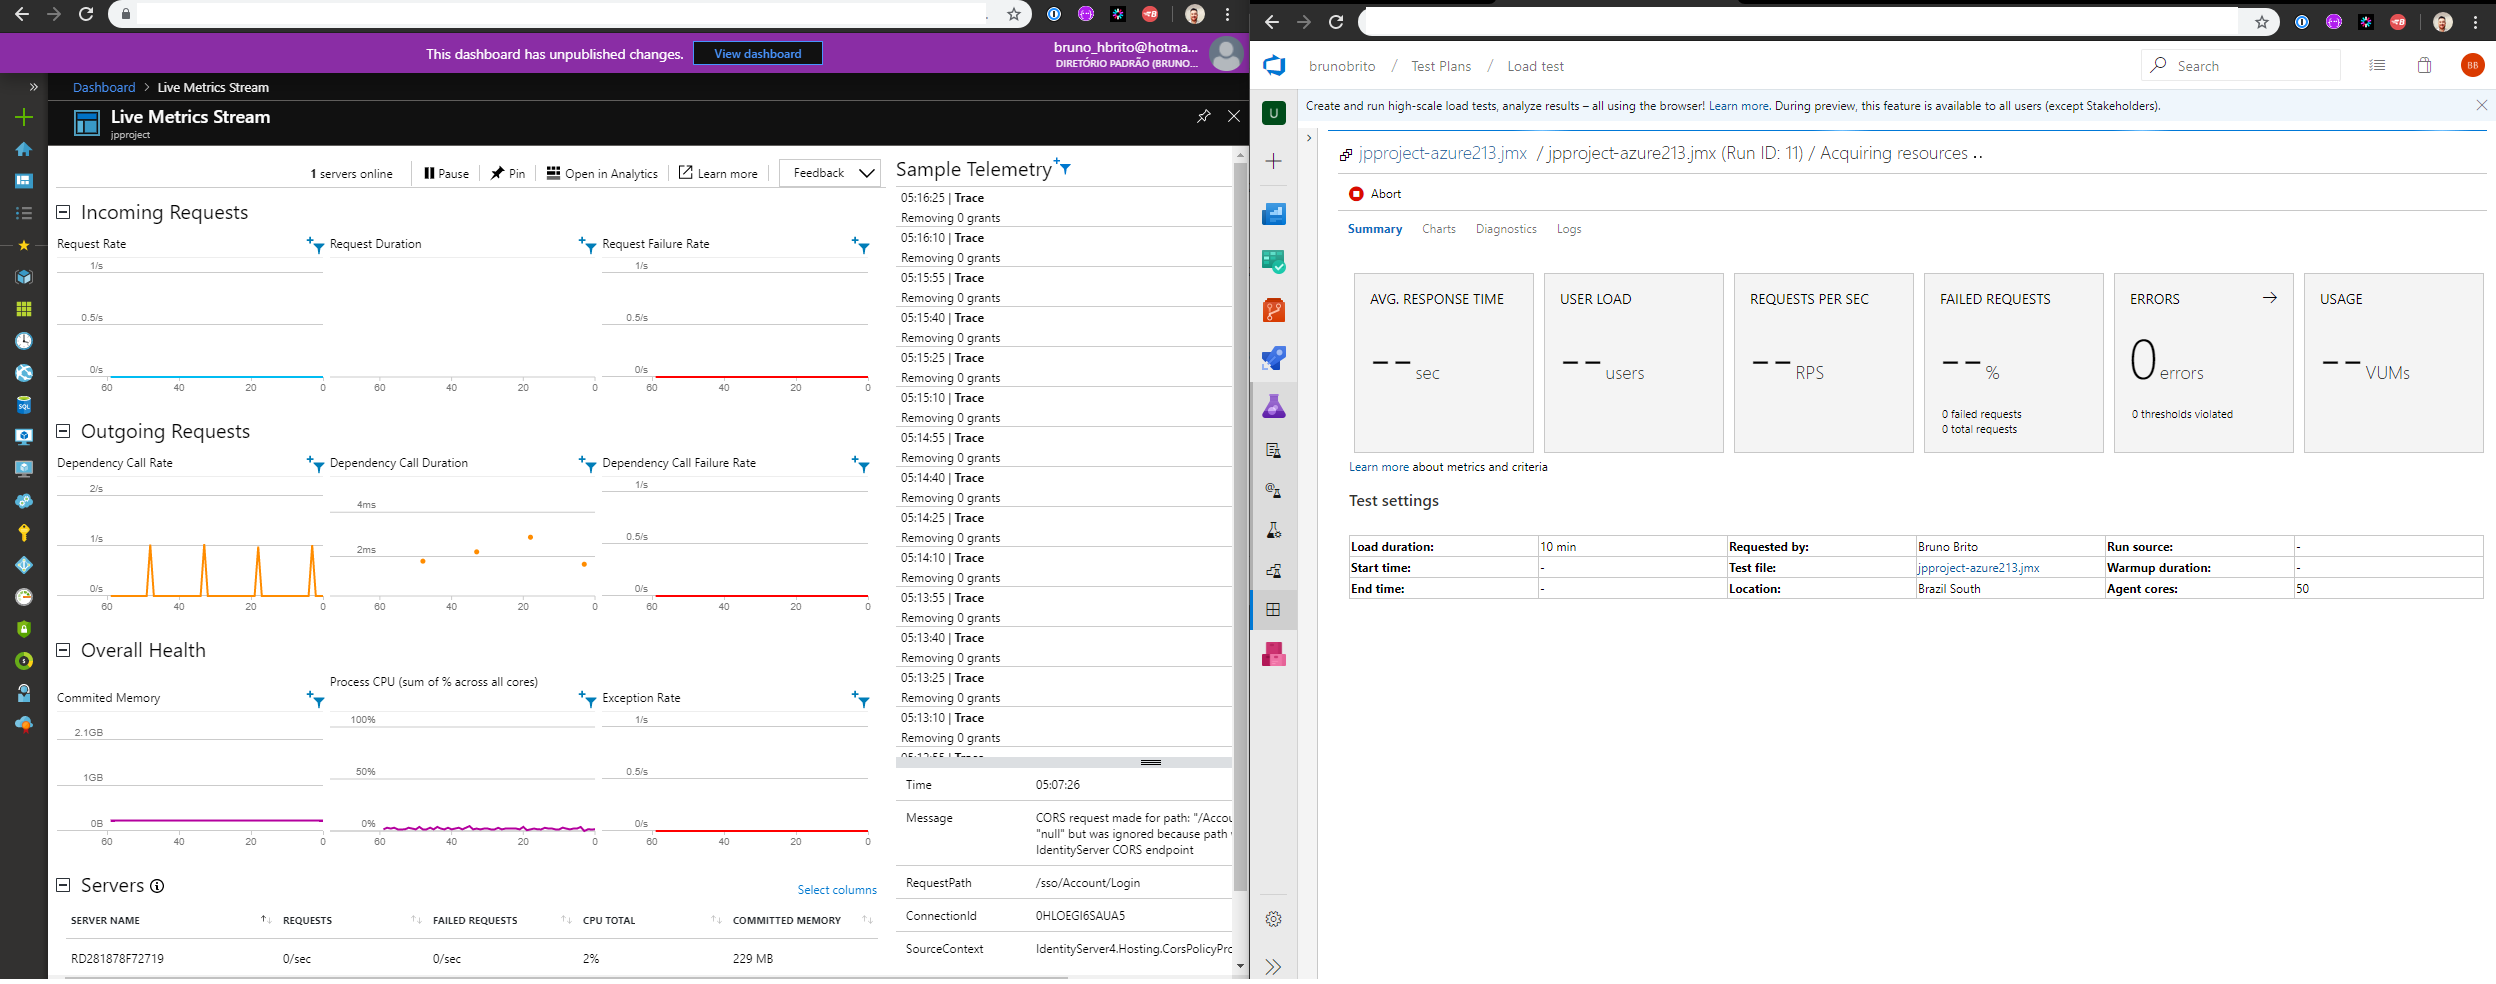 This dashboard has unpublished changes.
View dashboard
bruno_hbrito@hotma...
DIRETÓRIO PADRÃO (BRUNO...
Dashboard > Live Metrics Stream
Live Metrics Stream
jpproject
1 servers online
Pause
Pin
Open in Analytics
Learn more
Feedback
Incoming Requests
Request Rate
1/s
0.5/s
0/s
60 40 20 0
Request Duration
60 40 20 0
Request Failure Rate
1/s
0.5/s
0/s
60 40 20 0
Outgoing Requests
Dependency Call Rate
2/s
1/s
0/s
60 40 20 0
Dependency Call Duration
4ms
2ms
60 40 20 0
Dependency Call Failure Rate
1/s
0.5/s
0/s
60 40 20 0
Overall Health
Commited Memory
2.1GB
1GB
0B
60 40 20 0
Process CPU (sum of % across all cores)
100%
50%
0%
60 40 20 0
Exception Rate
1/s
0.5/s
0/s
60 40 20 0
Servers
Select columns
SERVER NAME REQUESTS FAILED REQUESTS CPU TOTAL COMMITTED MEMORY
RD281878F72719 0/sec 0/sec 2% 229 MB
Sample Telemetry
05:16:25 | Trace
Removing 0 grants
05:16:10 | Trace
Removing 0 grants
05:15:55 | Trace
Removing 0 grants
05:15:40 | Trace
Removing 0 grants
05:15:25 | Trace
Removing 0 grants
05:15:10 | Trace
Removing 0 grants
05:14:55 | Trace
Removing 0 grants
05:14:40 | Trace
Removing 0 grants
05:14:25 | Trace
Removing 0 grants
05:14:10 | Trace
Removing 0 grants
05:13:55 | Trace
Removing 0 grants
05:13:40 | Trace
Removing 0 grants
05:13:25 | Trace
Removing 0 grants
05:13:10 | Trace
Removing 0 grants
Time 05:07:26
Message CORS request made for path: "/Accou
"null" but was ignored because path
IdentityServer CORS endpoint
RequestPath /sso/Account/Login
ConnectionId 0HLOEGI6SAUA5
SourceContext IdentityServer4.Hosting.CorsPolicyPro
brunobrito / Test Plans / Load test
Search
BB
Create and run high-scale load tests, analyze results – all using the browser! Learn more. During preview, this feature is available to all users (except Stakeholders).
U
jpproject-azure213.jmx / jpproject-azure213.jmx (Run ID: 11) / Acquiring resources ..
Abort
Summary Charts Diagnostics Logs
AVG. RESPONSE TIME
-- sec
USER LOAD
-- users
REQUESTS PER SEC
-- RPS
FAILED REQUESTS
-- %
0 failed requests
0 total requests
ERRORS
0 errors
0 thresholds violated
USAGE
-- VUMs
Learn more about metrics and criteria
Test settings
Load duration: 10 min Requested by: Bruno Brito Run source: -
Start time: - Test file: jpproject-azure213.jmx Warmup duration: -
End time: - Location: Brazil South Agent cores: 50